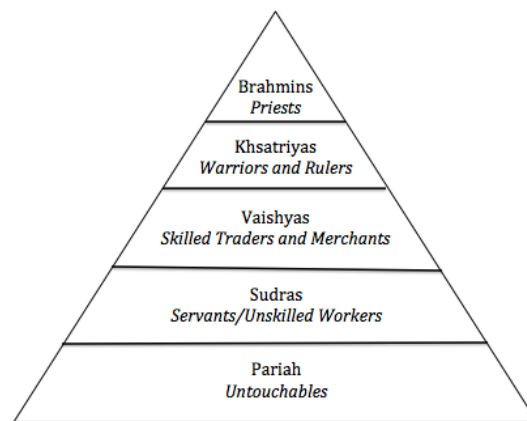 Brahmins
Priests
Khsatriyas
Warriors and Rulers
Vaishyas
Skilled Traders and Merchants
Sudras
Servants/Unskilled Workers
Pariah
Untouchables